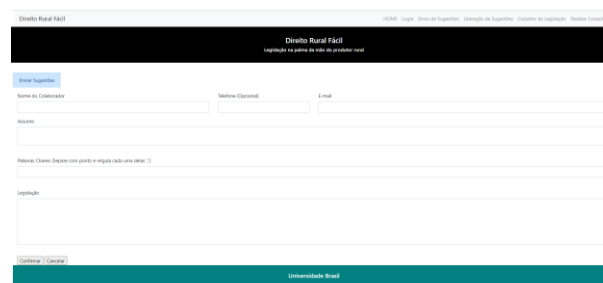 Direito Rural Fácil
HOME Login Envio de Sugestões Liberação de Sugestões Cadastro de Legislação Realizar Consul
Direito Rural Fácil
Legislação na palma da mão do produtor rural
Enviar Sugestões
Nome do Colaborador Telefone (Opcional) E-mail
Assunto
Palavras Chaves (Separe com ponto e vírgula cada uma delas ;):
Legislação
Confirmar Cancelar
Universidade Brasil